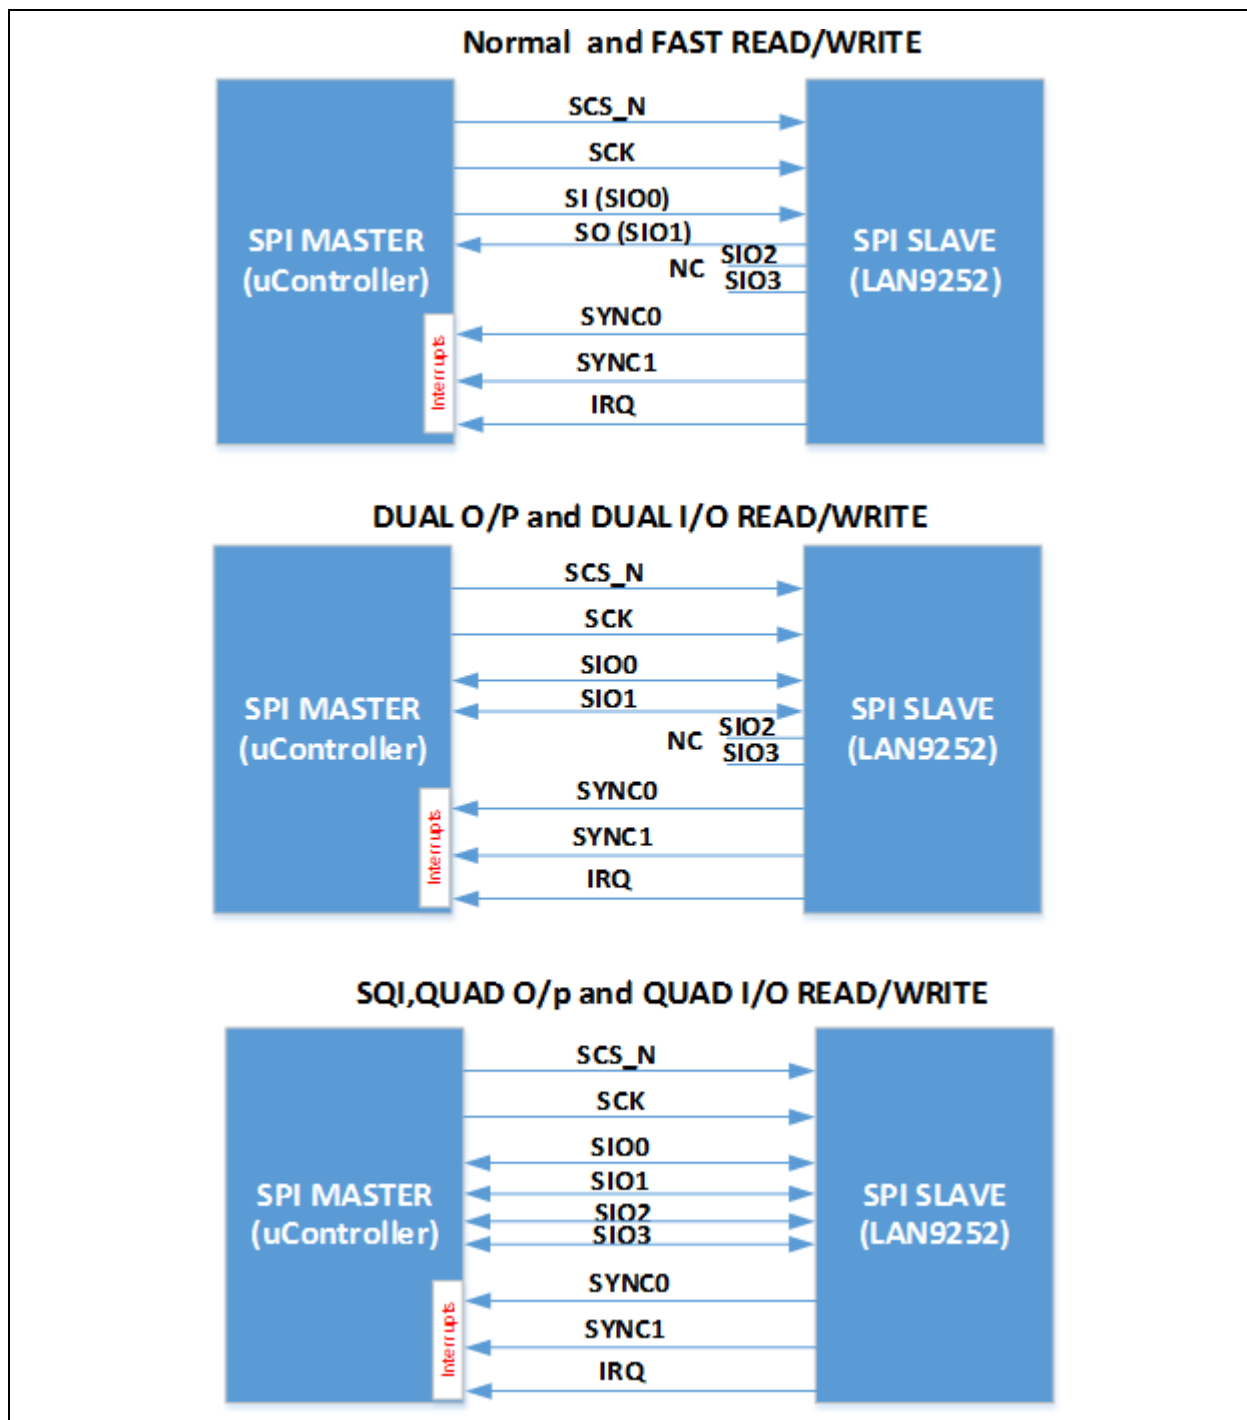 Normal and FAST READ/WRITE
SCS_N
SCK
SI (SIO0)
SO (SIO1)
SPI MASTER
(uController)
NC
SIO2
SIO3
SPI SLAVE
(LAN9252)
SYNC0
SYNC1
IRQ
Interrupts
DUAL O/P and DUAL I/O READ/WRITE
SCS_N
SCK
SIO0
SIO1
SPI MASTER
(uController)
NC
SIO2
SIO3
SPI SLAVE
(LAN9252)
SYNC0
SYNC1
IRQ
Interrupts
SQI,QUAD O/p and QUAD I/O READ/WRITE
SCS_N
SCK
SIO0
SIO1
SIO2
SIO3
SPI MASTER
(uController)
SPI SLAVE
(LAN9252)
SYNC0
SYNC1
IRQ
Interrupts